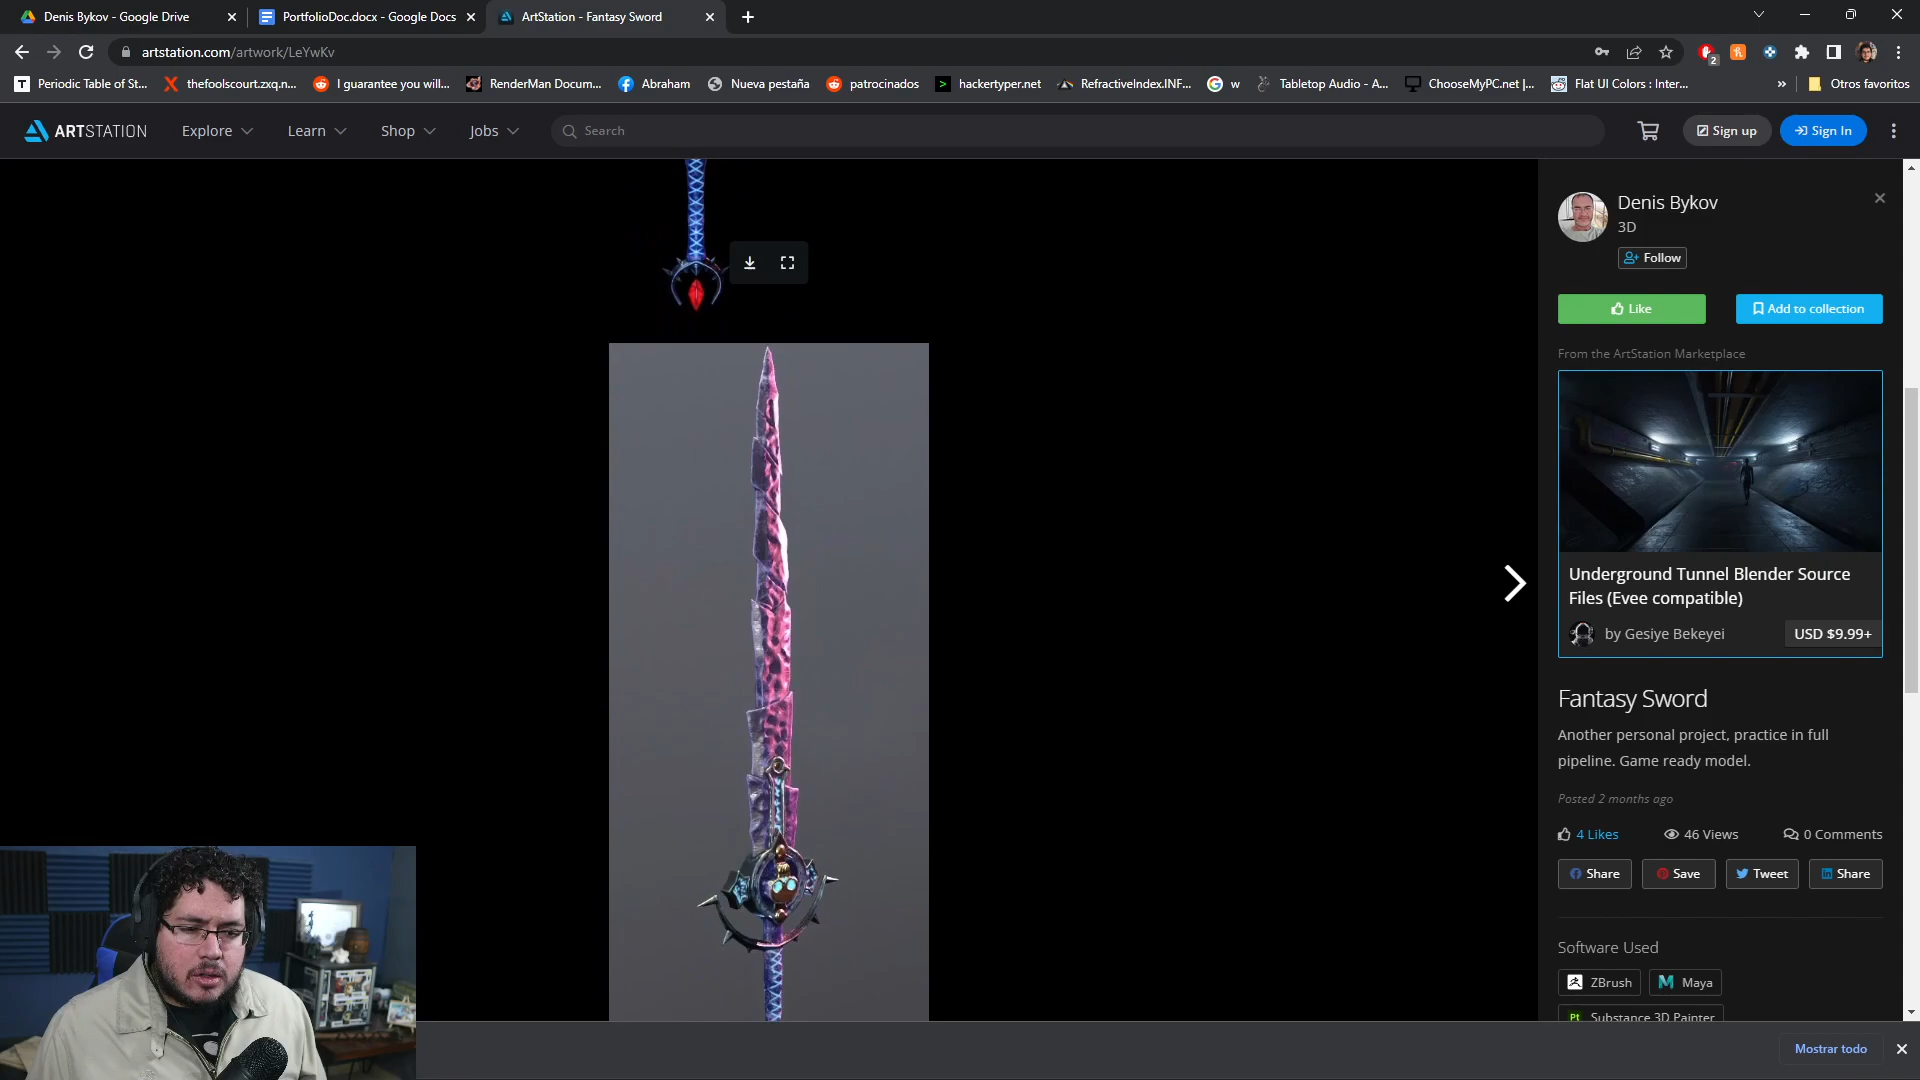 Denis Bykov - Google Drive
PortfolioDoc.docx - Google Docs
ArtStation - Fantasy Sword
artstation.com/artwork/LeYwKv
2
Periodic Table of St...
thefoolscourt.zxq.n...
I guarantee you will...
RenderMan Docum...
Abraham
Nueva pestaña
patrocinados
hackertyper.net
RefractiveIndex.INF...
w
Tabletop Audio - A...
ChooseMyPC.net |...
Flat UI Colors : Inter...
»
Otros favoritos
ARTSTATION
Explore
Learn
Shop
Jobs
Search
Sign up
Sign In
Denis Bykov
3D
Follow
Like
Add to collection
From the ArtStation Marketplace
Underground Tunnel Blender Source
Files (Evee compatible)
by Gesiye Bekeyei
USD $9.99+
Fantasy Sword
Another personal project, practice in full
pipeline. Game ready model.
Posted 2 months ago
4 Likes
46 Views
0 Comments
Share
Save
Tweet
Share
Software Used
ZBrush
Maya
Pt Substance 3D Painter
Mostrar todo